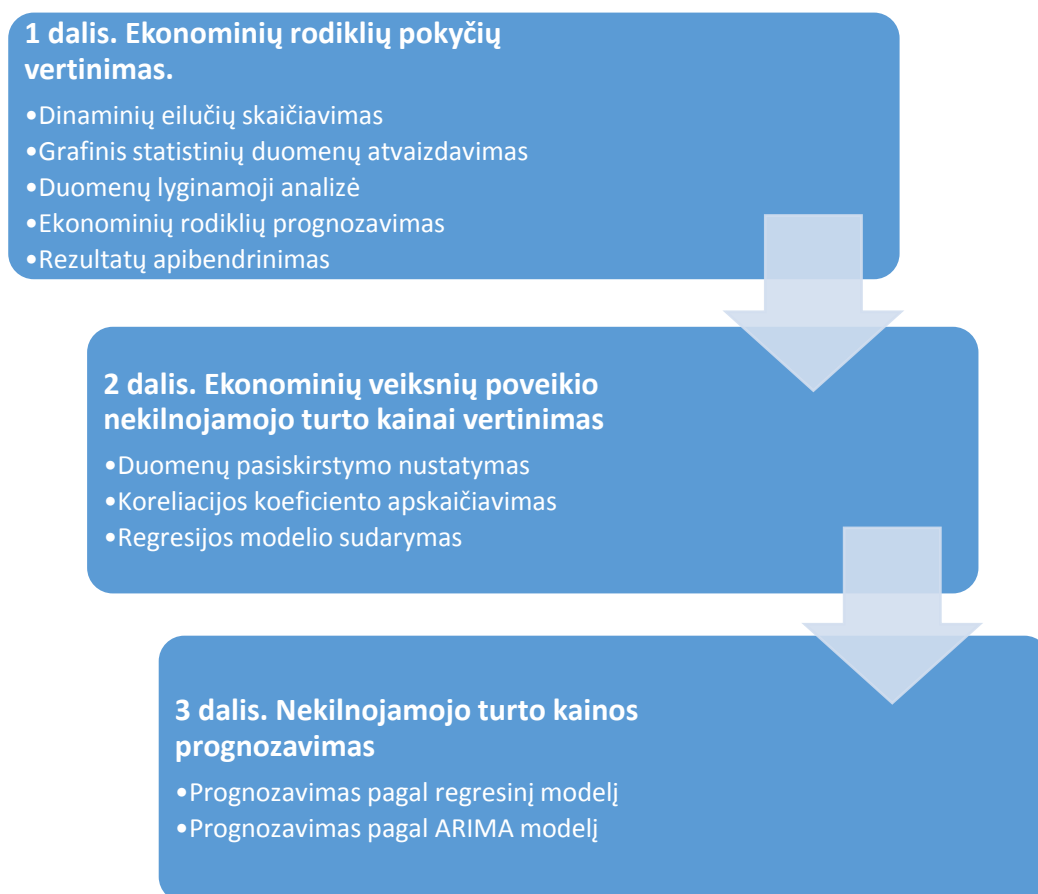 1 dalis. Ekonominių rodiklių pokyčių
vertinimas.
•Dinaminių eilučių skaičiavimas
•Grafinis statistinių duomenų atvaizdavimas
•Duomenų lyginamoji analizė
•Ekonominių rodiklių prognozavimas
•Rezultatų apibendrinimas
2 dalis. Ekonominių veiksnių poveikio
nekilnojamojo turto kainai vertinimas
•Duomenų pasiskirstymo nustatymas
•Koreliacijos koeficiento apskaičiavimas
•Regresijos modelio sudarymas
3 dalis. Nekilnojamojo turto kainos
prognozavimas
•Prognozavimas pagal regresinį modelį
•Prognozavimas pagal ARIMA modelį